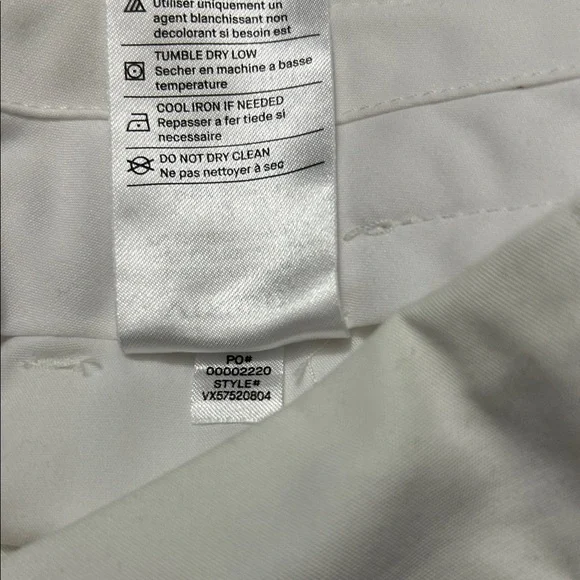 Utiliser uniquement un
agent blanchissant non
decolorant si besoin est
TUMBLE DRY LOW
Secher en machine a basse
temperature
COOL IRON IF NEEDED
Repasser a fer tiede si
necessaire
DO NOT DRY CLEAN
Ne pas nettoyer à sec
PO#
00002220
STYLE#
VX57520804